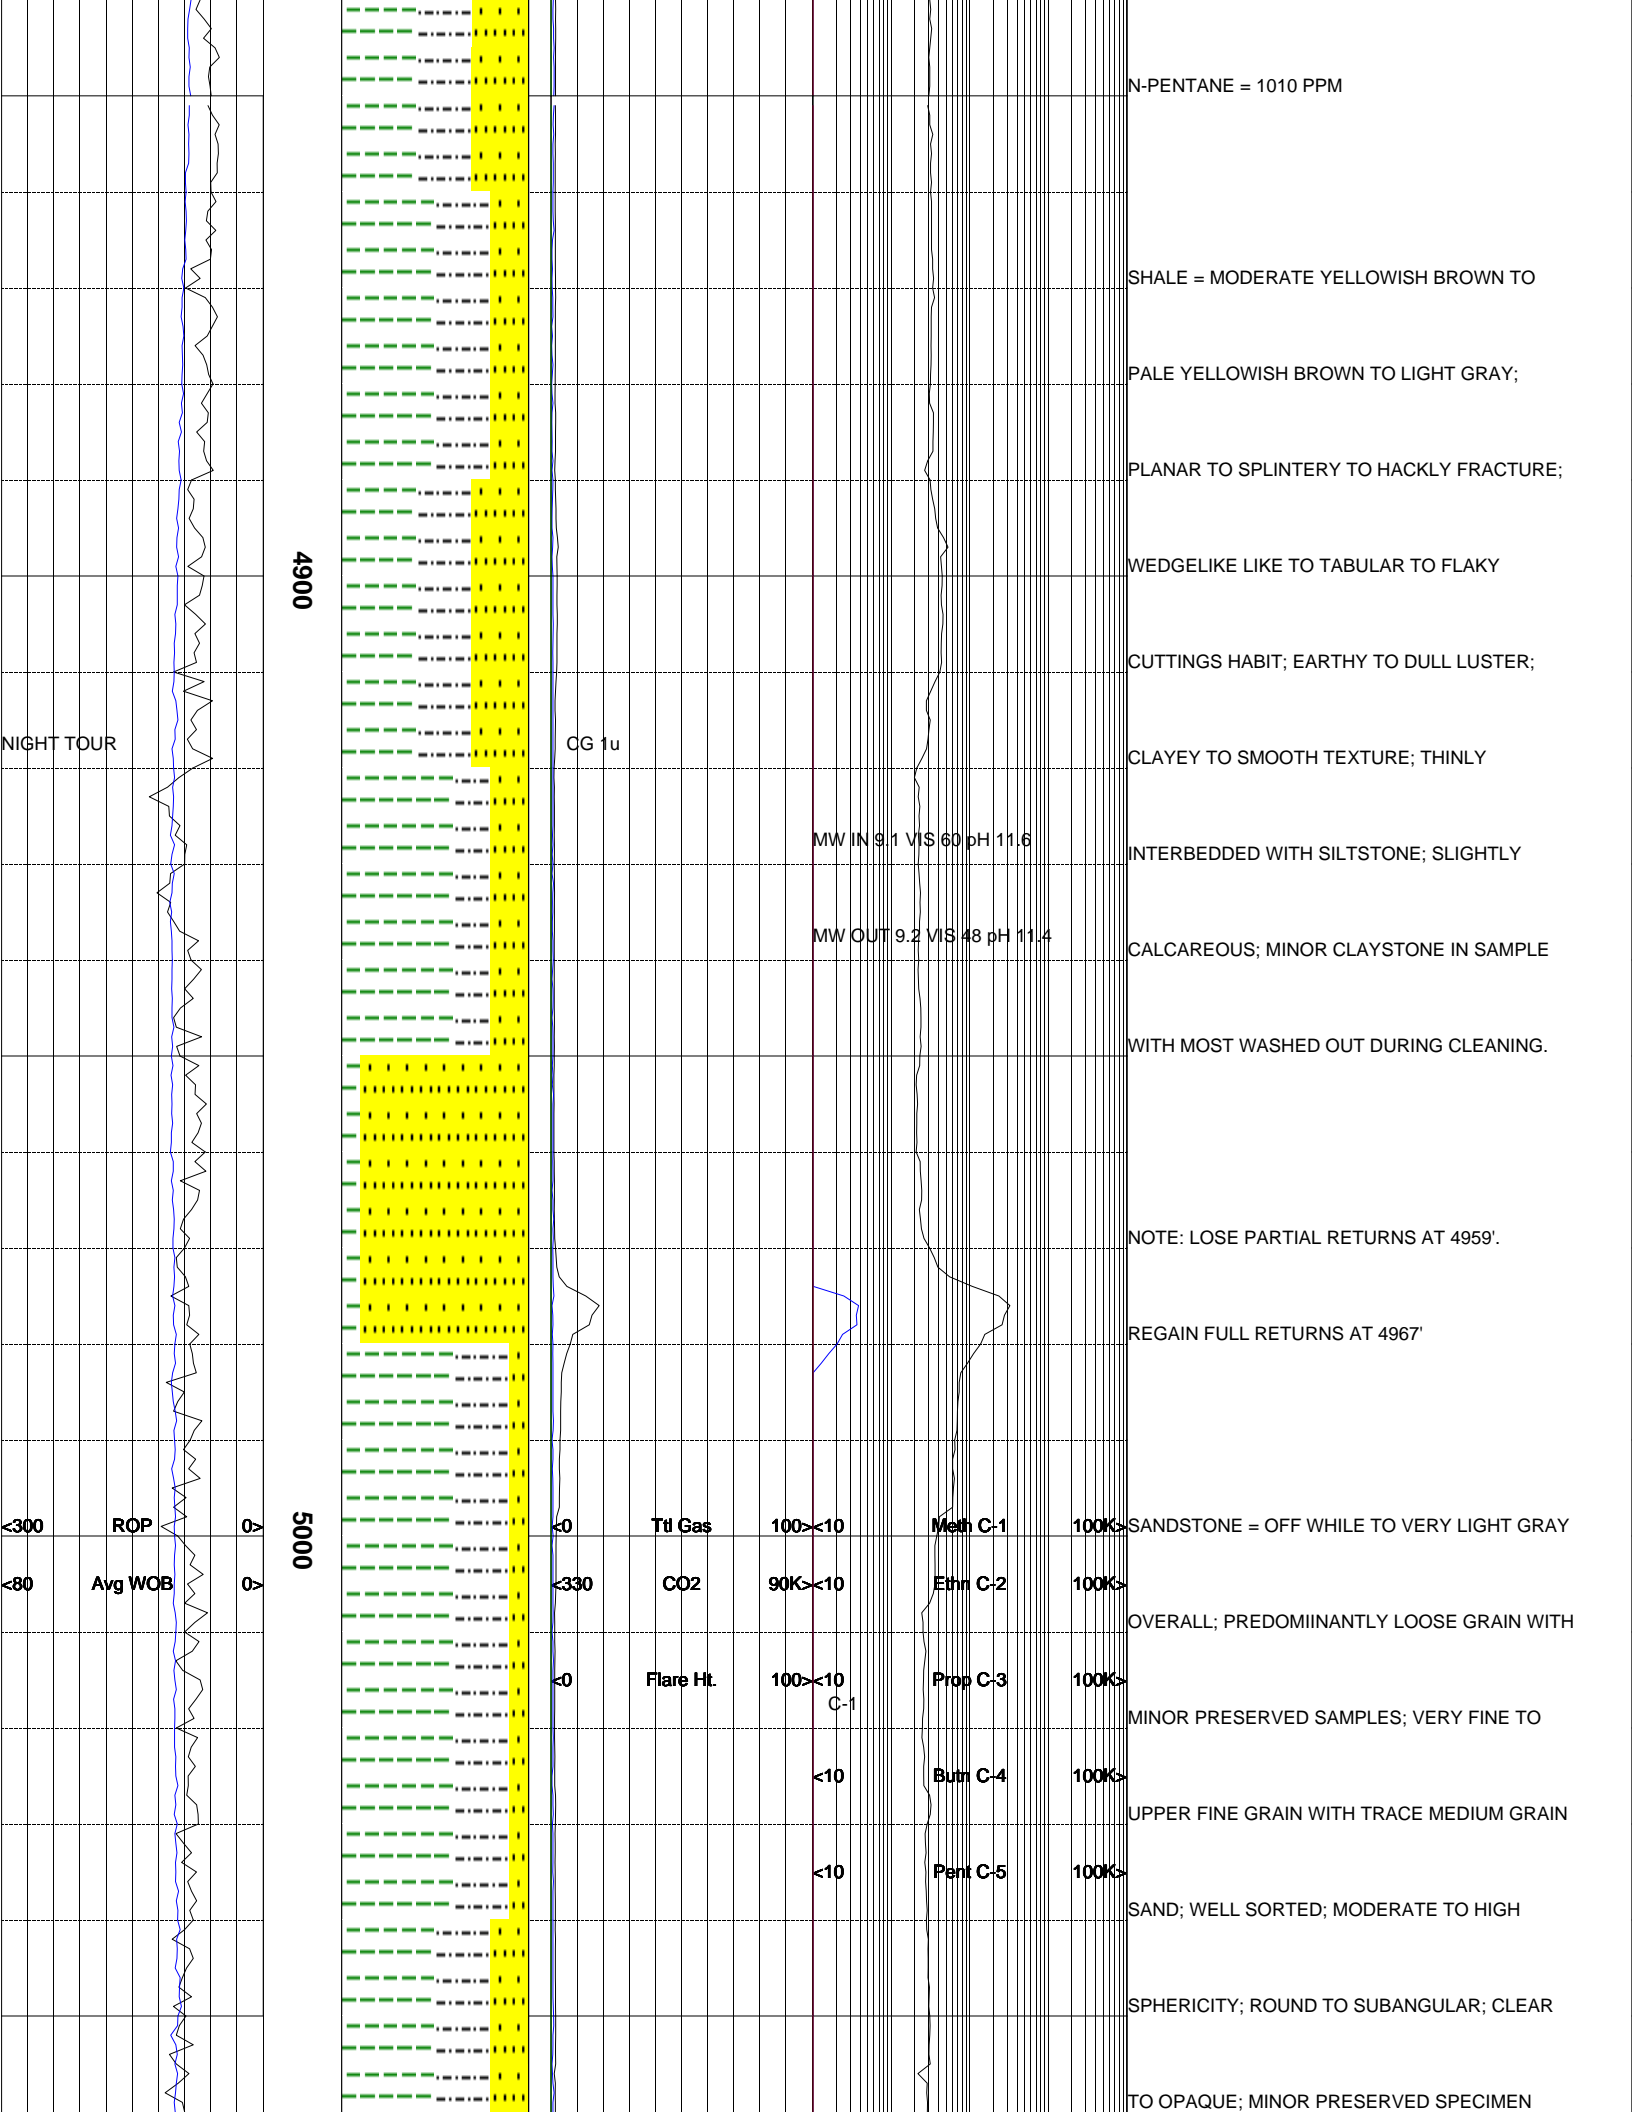 N-PENTANE = 1010 PPM
SHALE = MODERATE YELLOWISH BROWN TO
PALE YELLOWISH BROWN TO LIGHT GRAY;
PLANAR TO SPLINTERY TO HACKLY FRACTURE;
4900
WEDGELIKE LIKE TO TABULAR TO FLAKY
CUTTINGS HABIT; EARTHY TO DULL LUSTER;
NIGHT TOUR
CG 1u
CLAYEY TO SMOOTH TEXTURE; THINLY
MW IN 9.1 VIS 60 pH 11.6
INTERBEDDED WITH SILTSTONE; SLIGHTLY
MW OUT 9.2 VIS 48 pH 11.4
CALCAREOUS; MINOR CLAYSTONE IN SAMPLE
WITH MOST WASHED OUT DURING CLEANING.
NOTE: LOSE PARTIAL RETURNS AT 4959'.
REGAIN FULL RETURNS AT 4967'
<300 ROP 0>
5000
<0 Ttl Gas 100>
<10 Meth C-1 100K>
SANDSTONE = OFF WHILE TO VERY LIGHT GRAY
<80 Avg WOB 0>
<330 CO2 90K>
<10 Ethn C-2 100K>
OVERALL; PREDOMIINANTLY LOOSE GRAIN WITH
<0 Flare Ht. 100>
<10 Prop C-3 100K>
C-1
MINOR PRESERVED SAMPLES; VERY FINE TO
<10 Butn C-4 100K>
UPPER FINE GRAIN WITH TRACE MEDIUM GRAIN
<10 Pent C-5 100K>
SAND; WELL SORTED; MODERATE TO HIGH
SPHERICITY; ROUND TO SUBANGULAR; CLEAR
TO OPAQUE; MINOR PRESERVED SPECIMEN